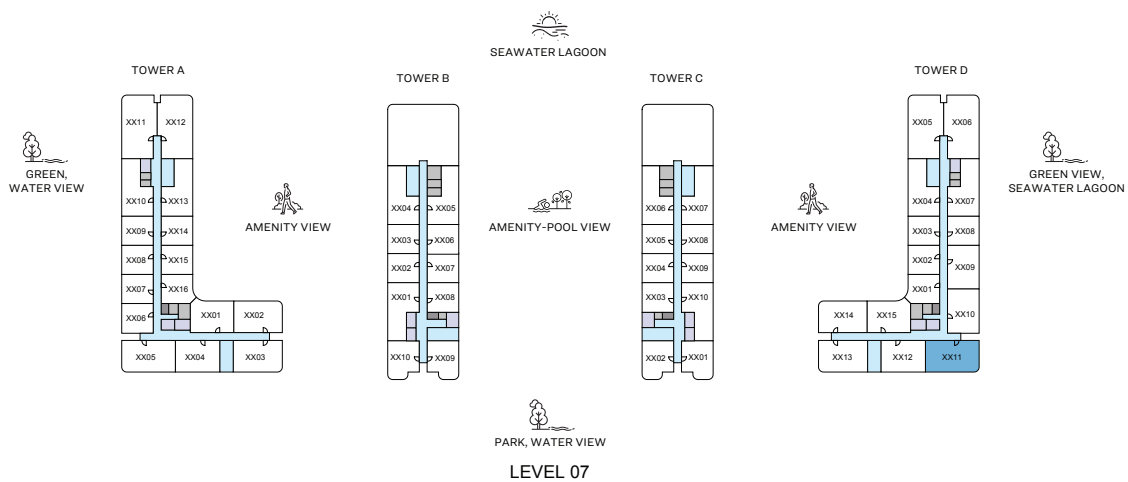 SEAWATER LAGOON
TOWER A
TOWER B
TOWER C
TOWER D
GREEN,
WATER VIEW
AMENITY VIEW
AMENITY-POOL VIEW
AMENITY VIEW
GREEN VIEW,
SEAWATER LAGOON
XX11 XX12
XX10 XX13
XX09 XX14
XX08 XX15
XX07 XX16
XX06 XX01 XX02
XX05 XX04 XX03
XX04 XX05
XX03 XX06
XX02 XX07
XX01 XX08
XX10 XX09
XX06 XX07
XX05 XX08
XX04 XX09
XX03 XX10
XX02 XX01
XX05 XX06
XX04 XX07
XX03 XX08
XX02 XX09
XX01
XX14 XX15 XX10
XX13 XX12 XX11
PARK, WATER VIEW
LEVEL 07